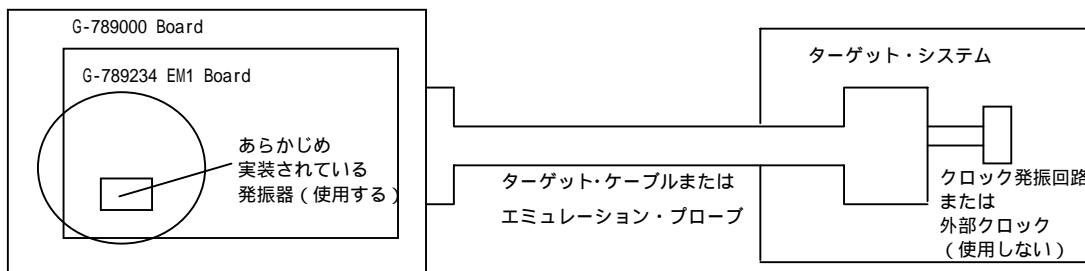 G-789000 Board
G-789234 EM1 Board
あらかじめ
実装されている
発振器（使用する）
ターゲット・ケーブルまたは
エミュレーション・プローブ
ターゲット・システム
クロック発振回路
または
外部クロック
（使用しない）